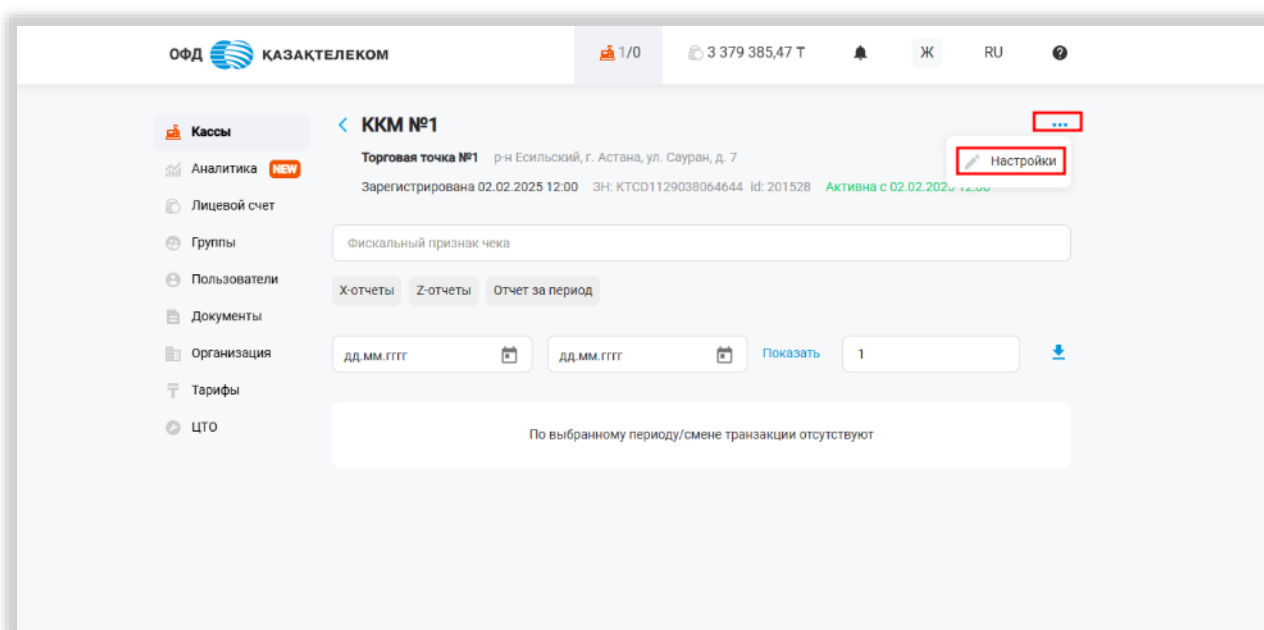 ОФД ҚАЗАҚТЕЛЕКОМ 1/0 3 379 385,47 ₸ Ж RU ?
Кассы
Аналитика NEW
Лицевой счет
Группы
Пользователи
Документы
Организация
Тарифы
ЦТО
ККМ №1
Настройки
Торговая точка №1 р-н Есильский, г. Астана, ул. Сауран, д. 7
Зарегистрирована 02.02.2025 12:00 ЗН: KTCD1129038064644 id: 201528 Активна с 02.02.2025 12:00
Фискальный признак чека
X-отчеты Z-отчеты Отчет за период
дд.мм.гггг дд.мм.гггг Показать 1
По выбранному периоду/смене транзакции отсутствуют